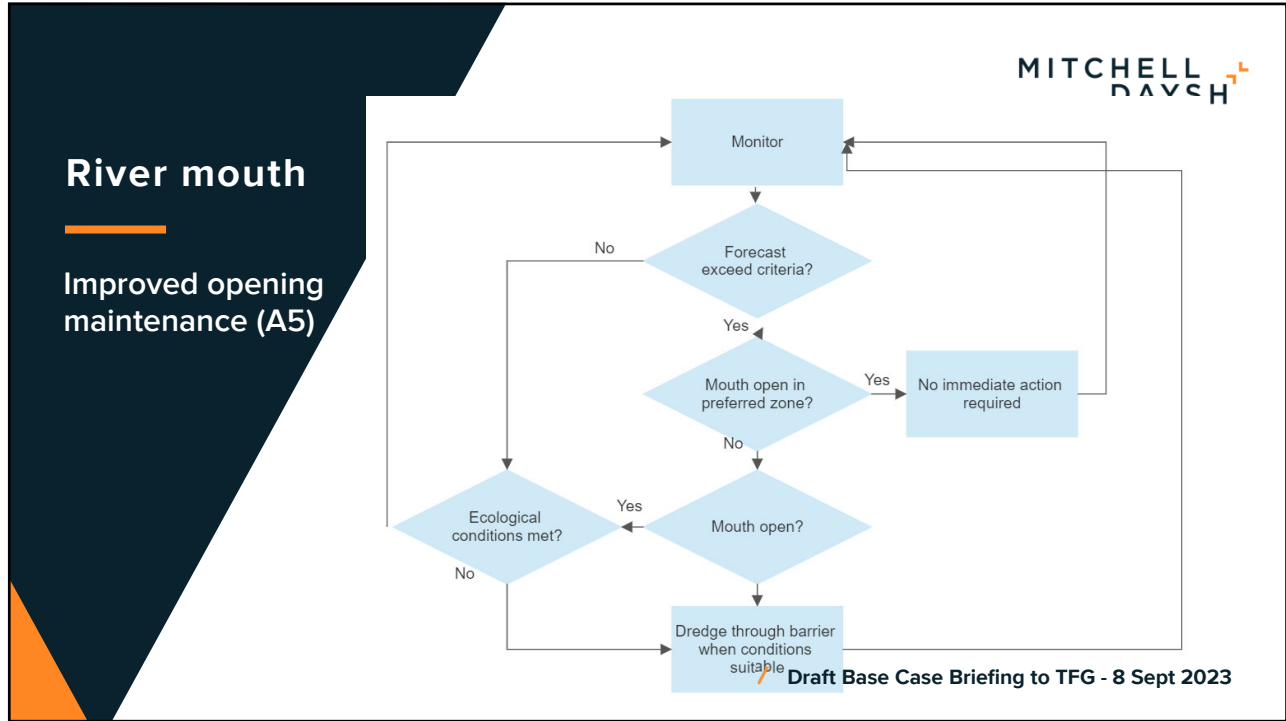 MITCHELL
DAYSH
River mouth
Improved opening
maintenance (A5)
Monitor
No
Forecast
exceed criteria?
Yes
Mouth open in
preferred zone?
Yes
No immediate action
required
No
Ecological
conditions met?
Yes
Mouth open?
No
Dredge through barrier
when conditions
suitable
Draft Base Case Briefing to TFG - 8 Sept 2023